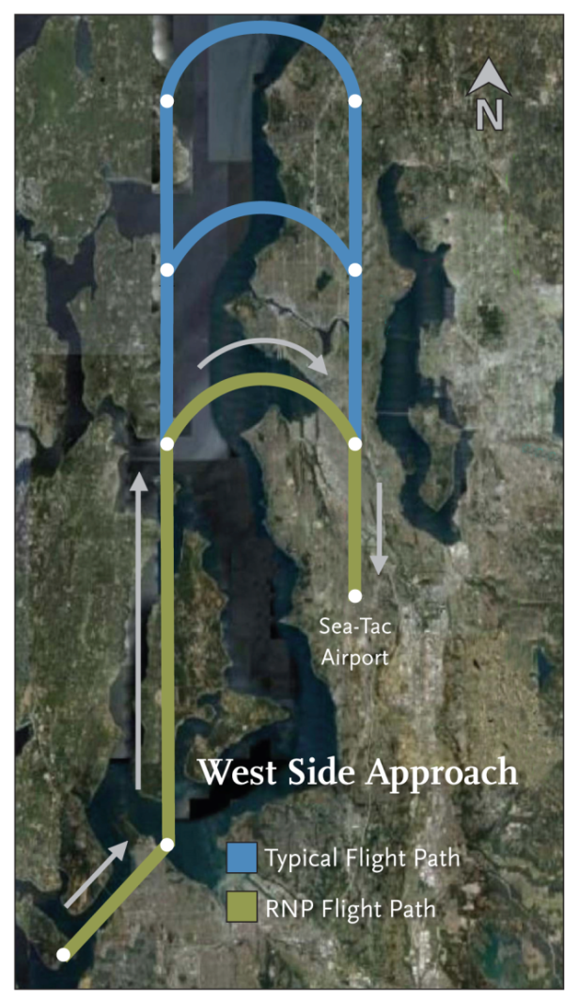 N
Sea-Tac
Airport
West Side Approach
Typical Flight Path
RNP Flight Path